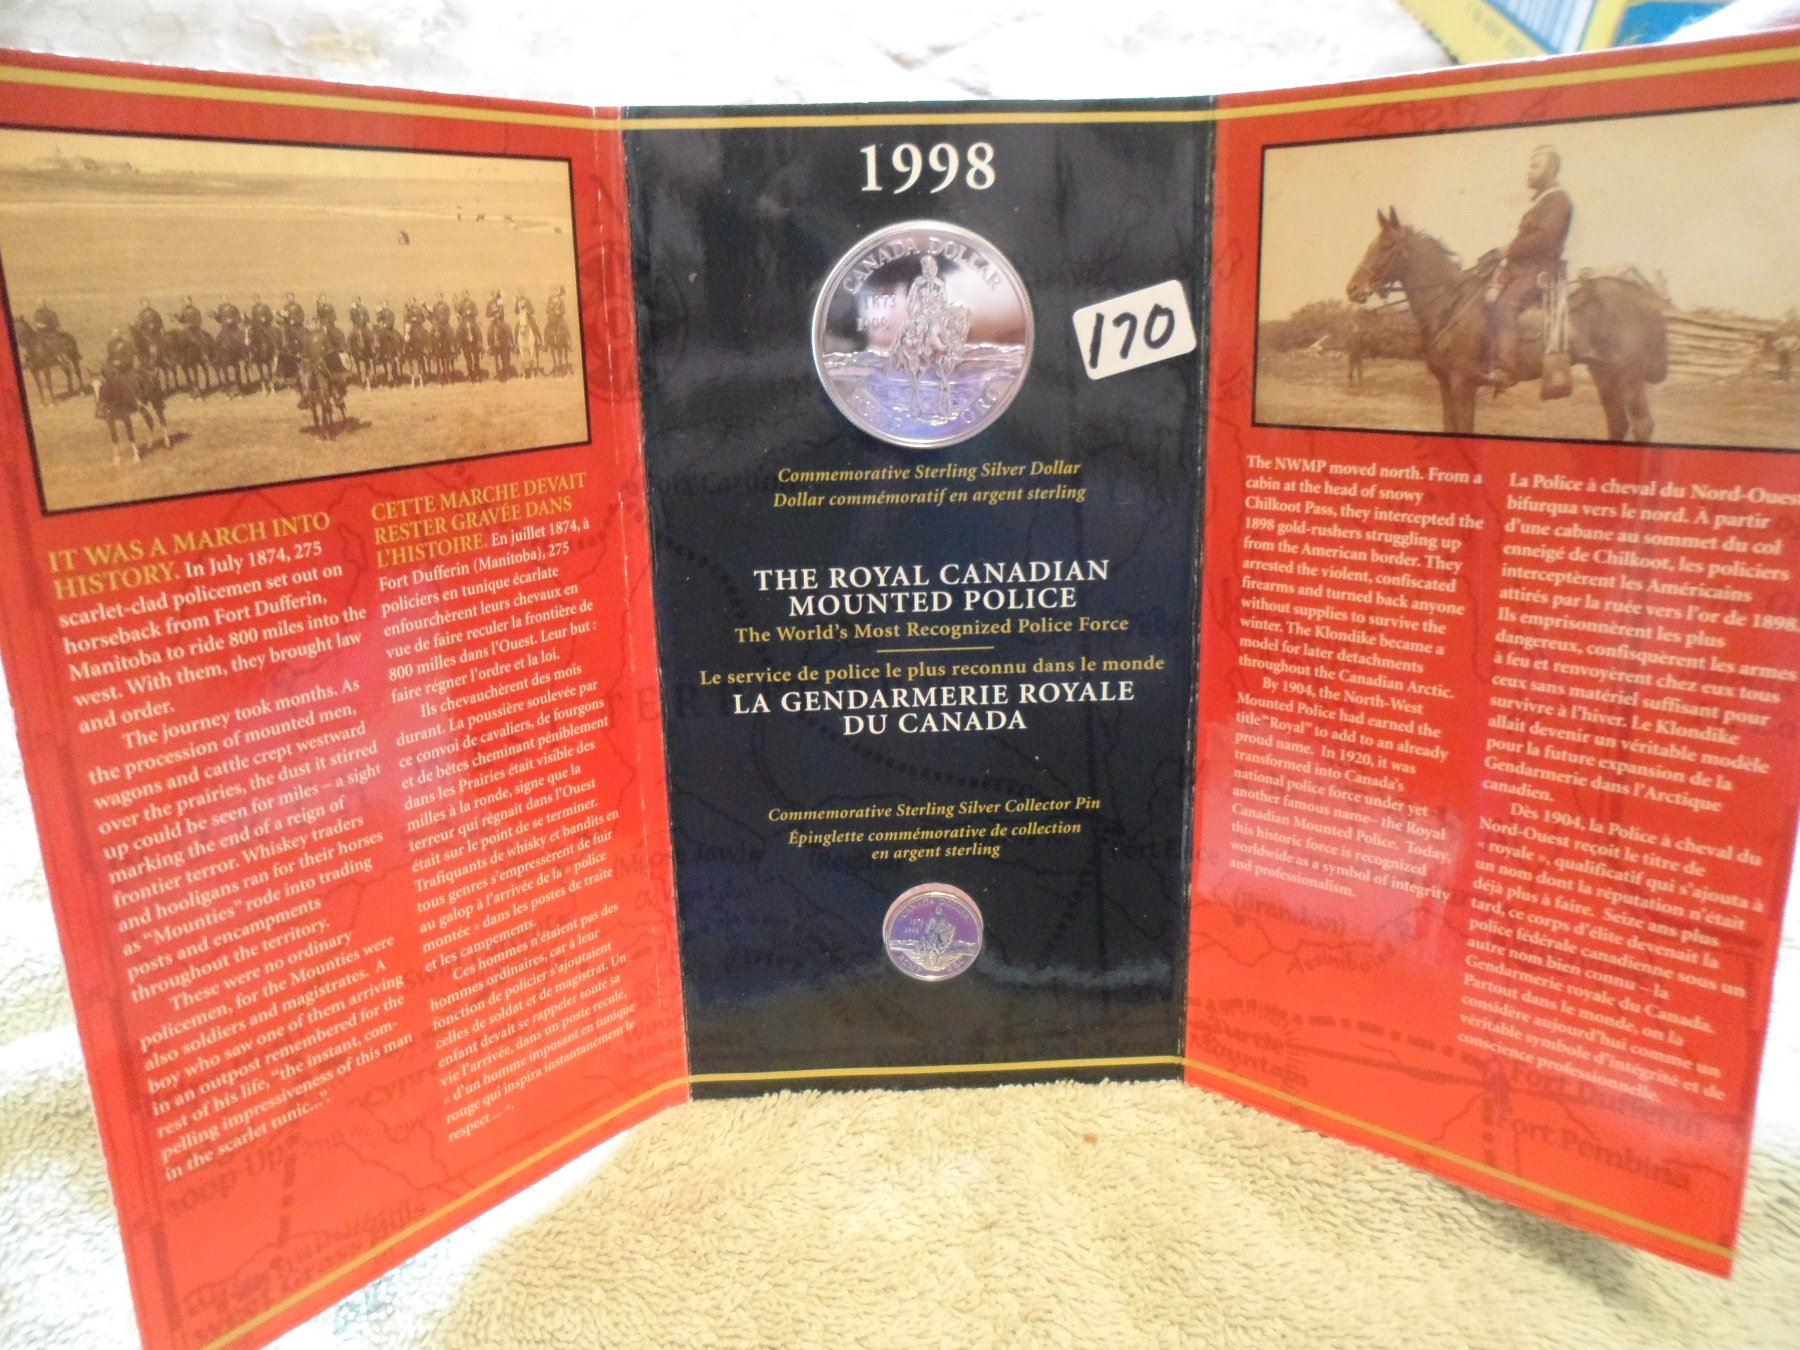 IT WAS A MARCH INTO
HISTORY. In July 1874, 275
scarlet-clad policemen set out on
horseback from Fort Dufferin,
Manitoba to ride 800 miles into the
west. With them, they brought law
and order.
The journey took months. As
the procession of mounted men,
wagons and cattle crept westward
over the prairies, the dust it stirred
up could be seen for miles – a sight
marking the end of a reign of
frontier terror. Whiskey traders
and hooligans ran for their horses
as "Mounties" rode into trading
posts and encampments
throughout the territory.
These were no ordinary
policemen, for the Mounties were
also soldiers and magistrates. A
boy who saw one of them arriving
in an outpost remembered for the
rest of his life, "the instant, com-
pelling impressiveness of this man
in the scarlet tunic...".
CETTE MARCHE DEVAIT
RESTER GRAVÉE DANS
L'HISTOIRE. En juillet 1874, à
Fort Dufferin (Manitoba), 275
policiers en tunique écarlate
enfourchèrent leurs chevaux en
vue de faire reculer la frontière de
800 milles dans l'Ouest. Leur but :
faire régner l'ordre et la loi.
Ils chevauchèrent des mois
durant. La poussière soulevée par
ce convoi de cavaliers, de fourgons
et de bêtes cheminant péniblement
dans les Prairies était visible des
milles à la ronde, signe que la
terreur qui régnait dans l'Ouest
était sur le point de se terminer.
Trafiquants de whisky et bandits en
tous genres s'empressèrent de fuir
au galop à l'arrivée de la « police
montée » dans les postes de traite
et les campements.
Ces hommes n'étaient pas des
hommes ordinaires, car à leur
fonction de policier s'ajoutaient
celles de soldat et de magistrat. Un
enfant devait se rappeler toute sa
vie l'arrivée, dans un poste reculé,
« d'un homme imposant en tunique
rouge qui inspira instantanément le
respect ... ».
1998
CANADA DOLLAR
1873
1998
170
Commemorative Sterling Silver Dollar
Dollar commémoratif en argent sterling
THE ROYAL CANADIAN
MOUNTED POLICE
The World's Most Recognized Police Force
Le service de police le plus reconnu dans le monde
LA GENDARMERIE ROYALE
DU CANADA
Commemorative Sterling Silver Collector Pin
Épinglette commémorative de collection
en argent sterling
The NWMP moved north. From a
cabin at the head of snowy
Chilkoot Pass, they intercepted the
1898 gold-rushers struggling up
from the American border. They
arrested the violent, confiscated
firearms and turned back anyone
without supplies to survive the
winter. The Klondike became a
model for later detachments
throughout the Canadian Arctic.
By 1904, the North-West
Mounted Police had earned the
title "Royal" to add to an already
proud name. In 1920, it was
transformed into Canada's
national police force under yet
another famous name– the Royal
Canadian Mounted Police. Today,
this historic force is recognized
worldwide as a symbol of integrity
and professionalism.
La Police à cheval du Nord-Ouest
bifurqua vers le nord. À partir
d'une cabane au sommet du col
enneigé de Chilkoot, les policiers
interceptèrent les Américains
attirés par la ruée vers l'or de 1898.
Ils emprisonnèrent les plus
dangereux, confisquèrent les armes
à feu et renvoyèrent chez eux tous
ceux sans matériel suffisant pour
survivre à l'hiver. Le Klondike
allait devenir un véritable modèle
pour la future expansion de la
Gendarmerie dans l'Arctique
canadien.
Dès 1904, la Police à cheval du
Nord-Ouest reçoit le titre de
« royale », qualificatif qui s'ajouta à
un nom dont la réputation n'était
déjà plus à faire. Seize ans plus
tard, ce corps d'élite devenait la
police fédérale canadienne sous un
autre nom bien connu – la
Gendarmerie royale du Canada.
Partout dans le monde, on la
considère aujourd'hui comme un
véritable symbole d'intégrité et de
conscience professionnelle.
(Brandon)
Assiniboine
Turtle
Mountain
Fort Dufferin
Fort Pembina